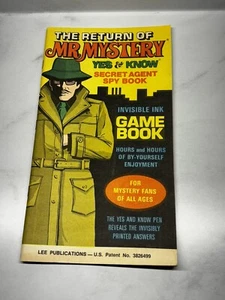 THE RETURN OF
MR. MYSTERY
YES & KNOW
SECRET AGENT
SPY BOOK
INVISIBLE INK
GAME
BOOK
HOURS and HOURS
OF BY-YOURSELF
ENJOYMENT
FOR
MYSTERY FANS
OF ALL AGES
THE YES AND KNOW PEN
REVEALS THE INVISIBLY
PRINTED ANSWERS
LEE PUBLICATIONS — U.S. Patent No. 3826499